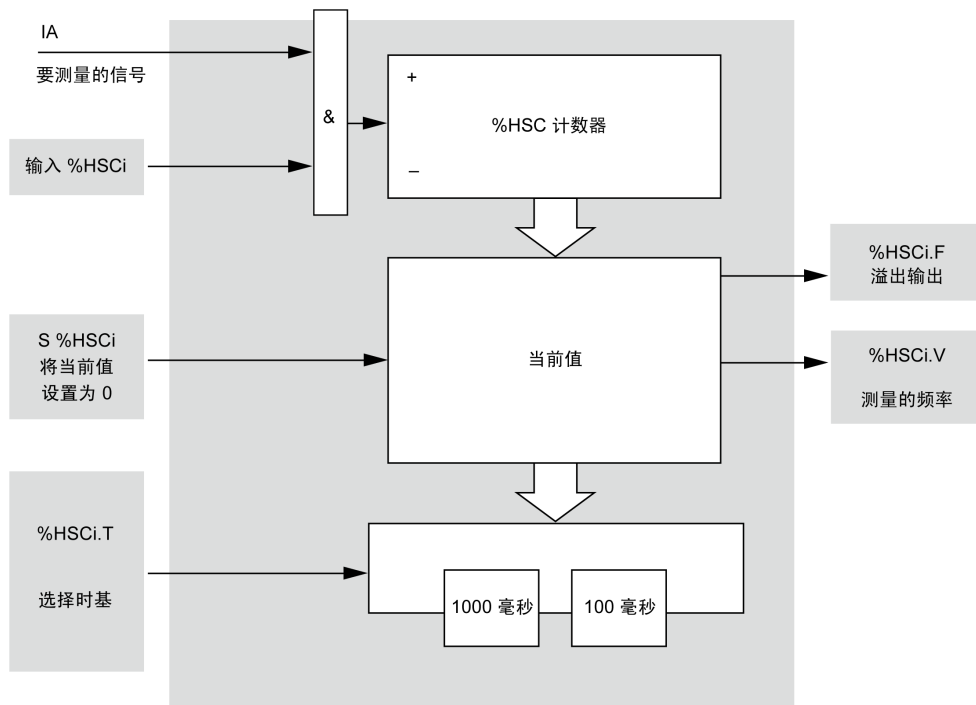 IA
要测量的信号
&
+
%HSC 计数器
–
输入 %HSCi
%HSCi.F
溢出输出
S %HSCi
将当前值
设置为 0
当前值
%HSCi.V
测量的频率
%HSCi.T
选择时基
1000 毫秒
100 毫秒